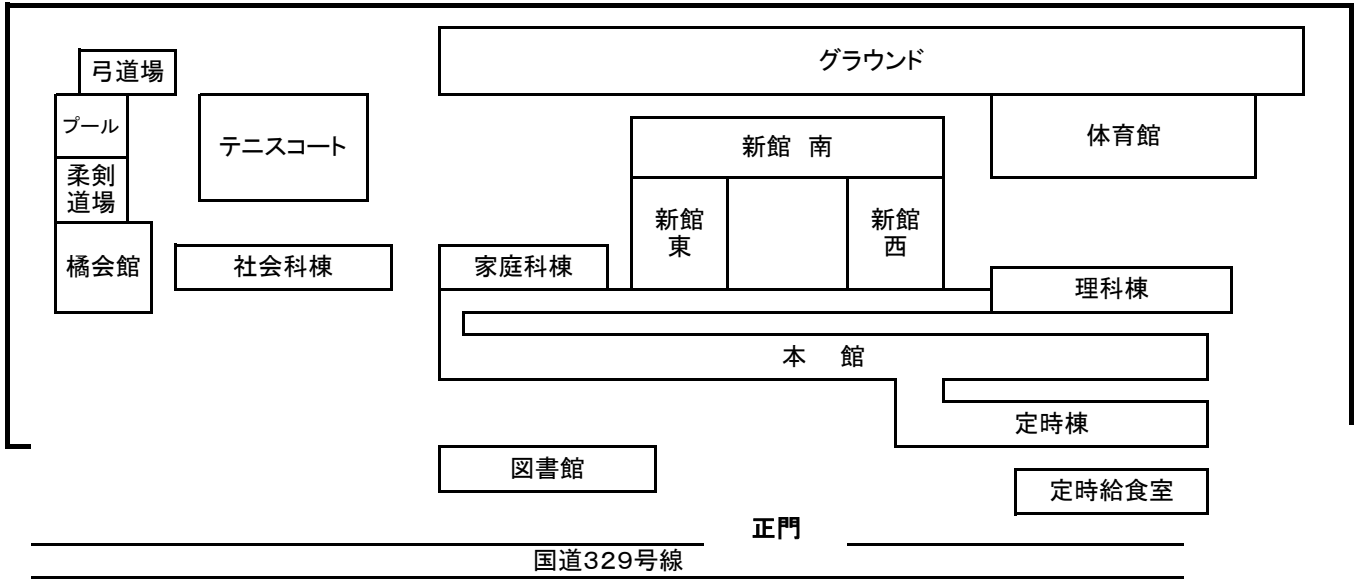 グラウンド
弓道場
プール
テニスコート
体育館
新館 南
柔剣
道場
新館
東
新館
西
橘会館
社会科棟
家庭科棟
理科棟
本 館
定時棟
図書館
定時給食室
正門
国道329号線